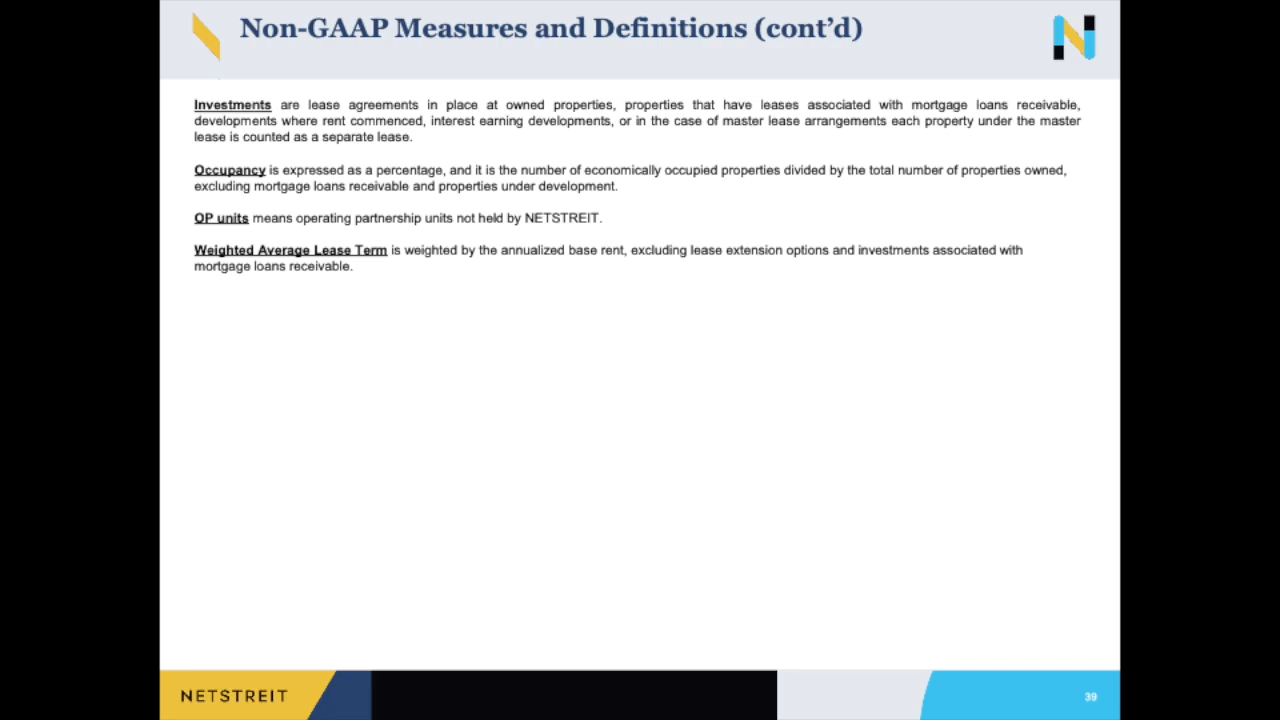 Non-GAAP Measures and Definitions (cont’d)
Investments are lease agreements in place at owned properties, properties that have leases associated with mortgage loans receivable,
developments where rent commenced, interest earning developments, or in the case of master lease arrangements each property under the master
lease is counted as a separate lease.
Occupancy is expressed as a percentage, and it is the number of economically occupied properties divided by the total number of properties owned,
excluding mortgage loans receivable and properties under development.
OP units means operating partnership units not held by NETSTREIT.
Weighted Average Lease Term is weighted by the annualized base rent, excluding lease extension options and investments associated with
mortgage loans receivable.
NETSTREIT
39